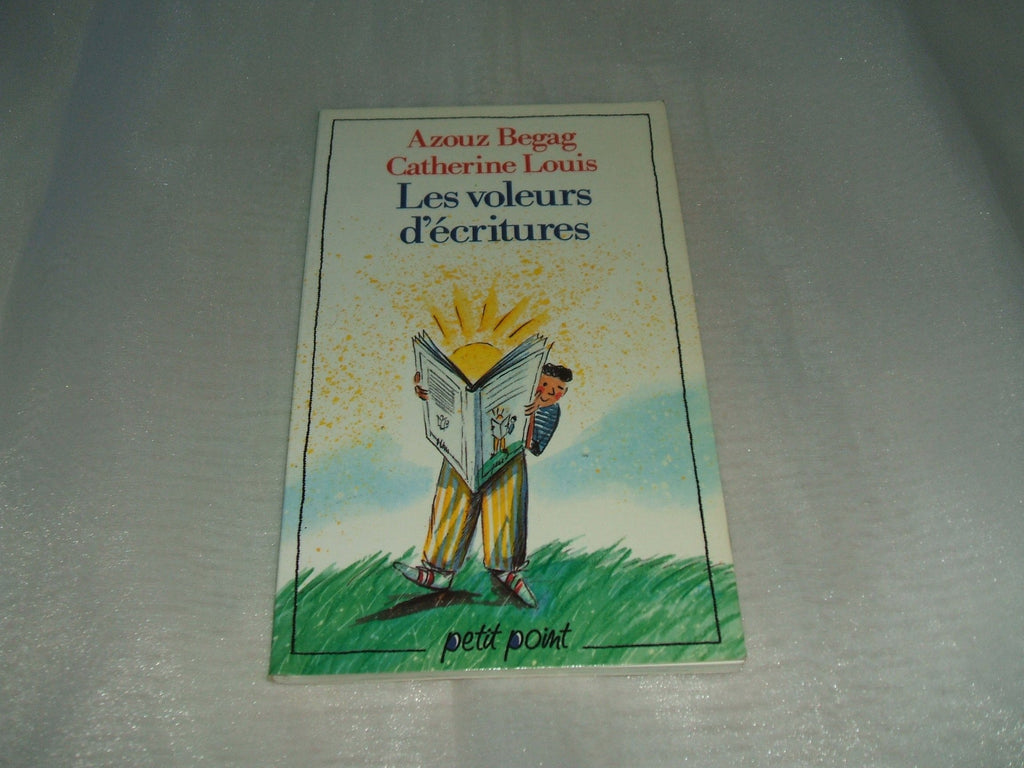 Azouz Begag
Catherine Louis
Les voleurs
d'écritures
petit point